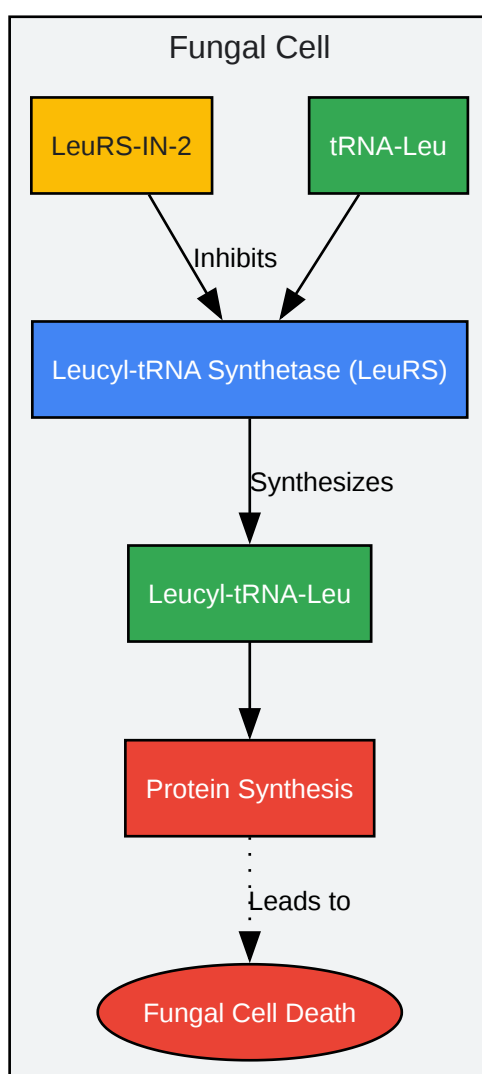 Fungal Cell
LeuRS-IN-2
tRNA-Leu
Inhibits
Leucyl-tRNA Synthetase (LeuRS)
Synthesizes
Leucyl-tRNA-Leu
Protein Synthesis
Leads to
Fungal Cell Death